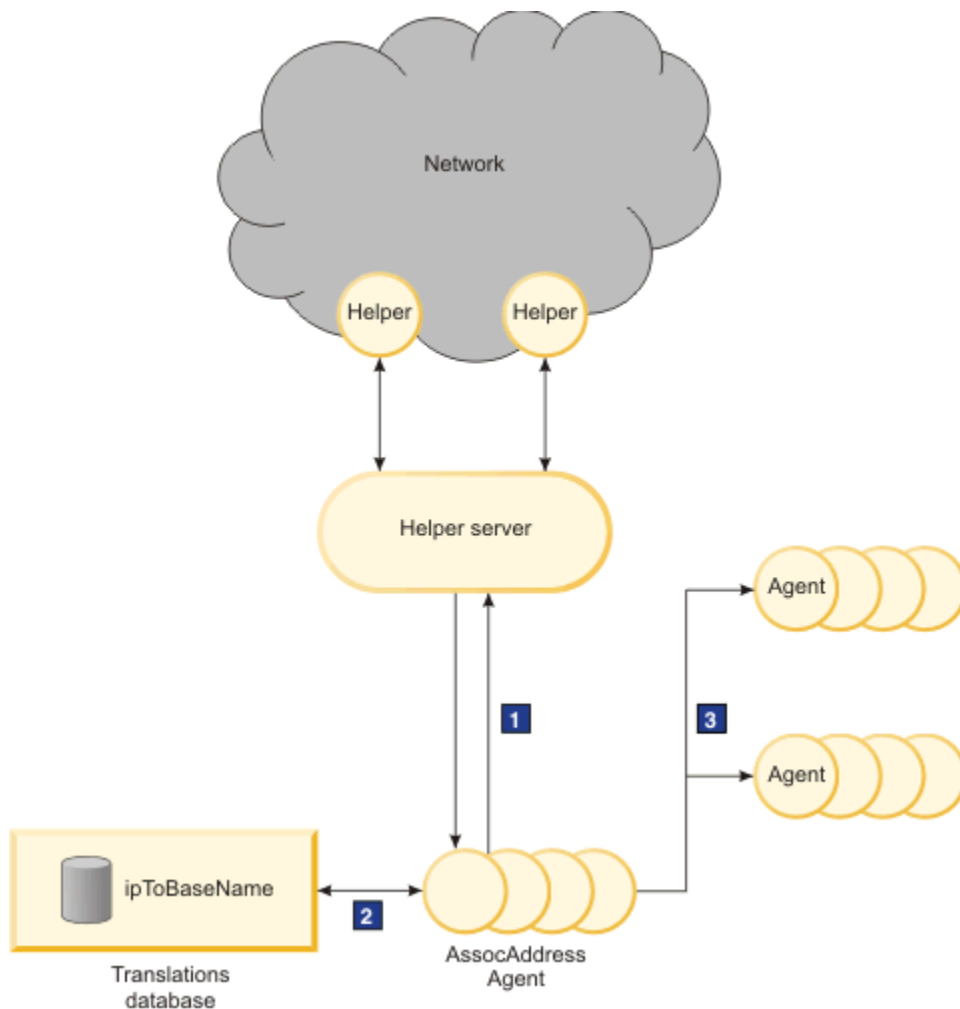 Network
Helper
Helper
Helper server
Agent
1
3
Agent
ipToBaseName
2
AssocAddress
Agent
Translations
database